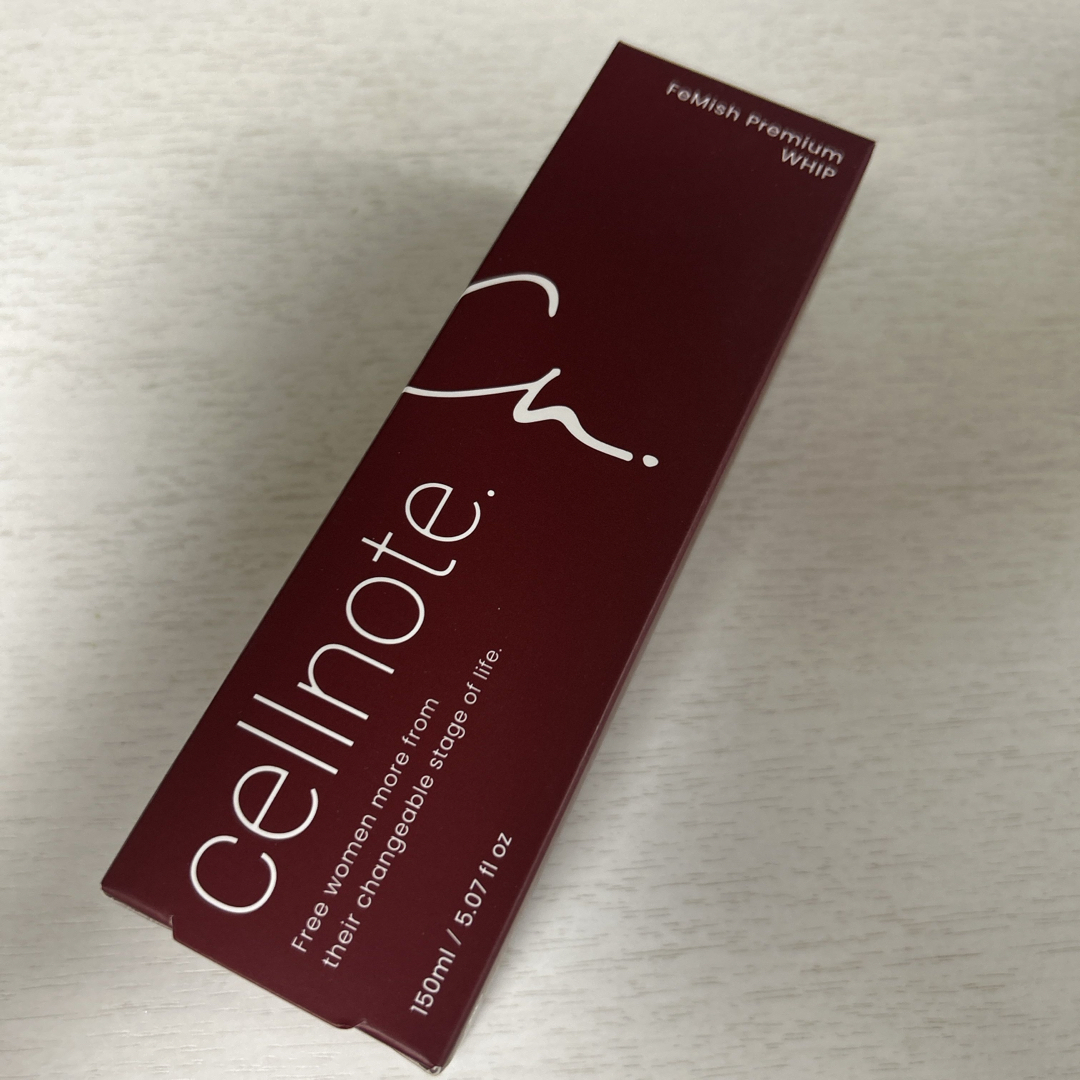 FeMish Premium
WHIP
cellnote.
Free women more from
their changeable stage of life.
150ml / 5.07 fl oz